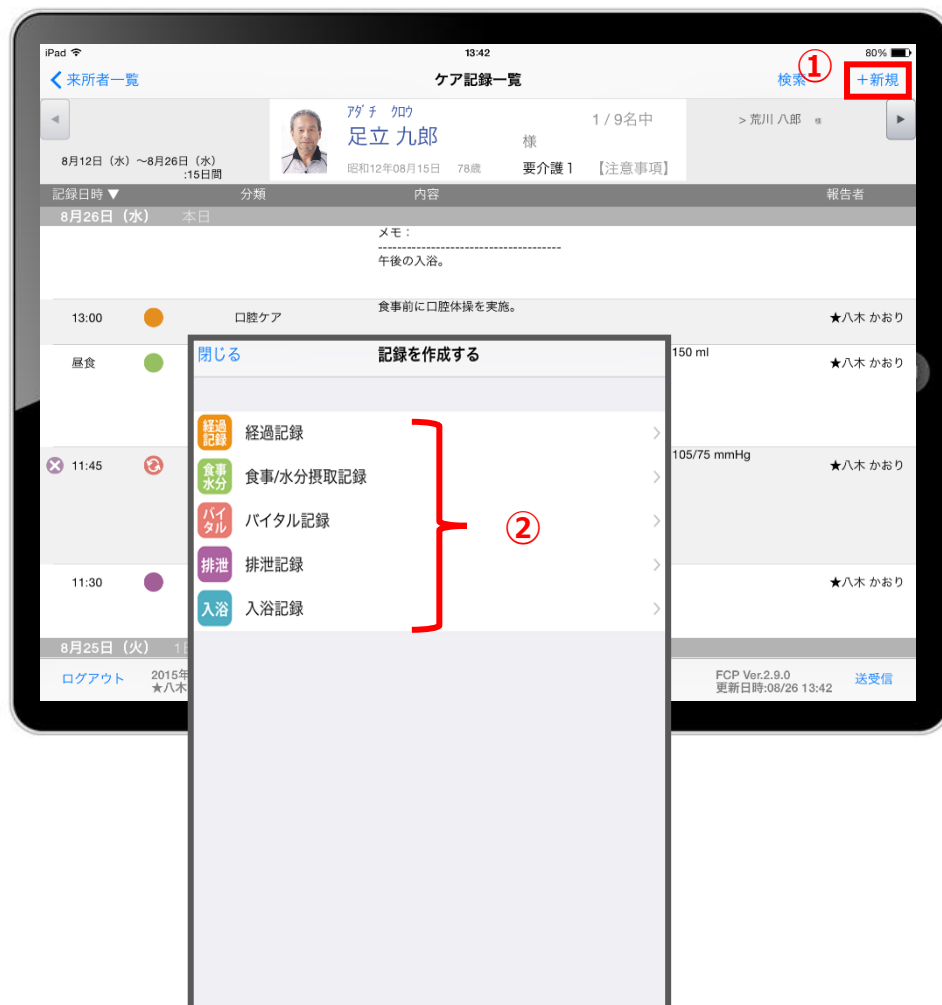 iPad 13:42 80%
来所者一覧 ケア記録一覧 検索 ① ＋新規
ｱﾀﾞﾁ ｸﾛｳ
足立 九郎 様 1 / 9名中 > 荒川 八郎 様
8月12日（水）～8月26日（水）
:15日間
昭和12年08月15日 78歳 要介護 1 【注意事項】
記録日時 ▼ 分類 内容 報告者
8月26日（水） 本日
メモ：
--------------------------------------
午後の入浴。
13:00 口腔ケア 食事前に口腔体操を実施。 ★八木 かおり
昼食 150 ml ★八木 かおり
11:45 105/75 mmHg ★八木 かおり
11:30 ★八木 かおり
8月25日（火） 1
ログアウト 2015年
★八木
FCP Ver.2.9.0
更新日時:08/26 13:42
送受信
閉じる 記録を作成する
経過
記録
経過記録
食事
水分
食事/水分摂取記録
バイ
タル
バイタル記録
②
排泄 排泄記録
入浴 入浴記録